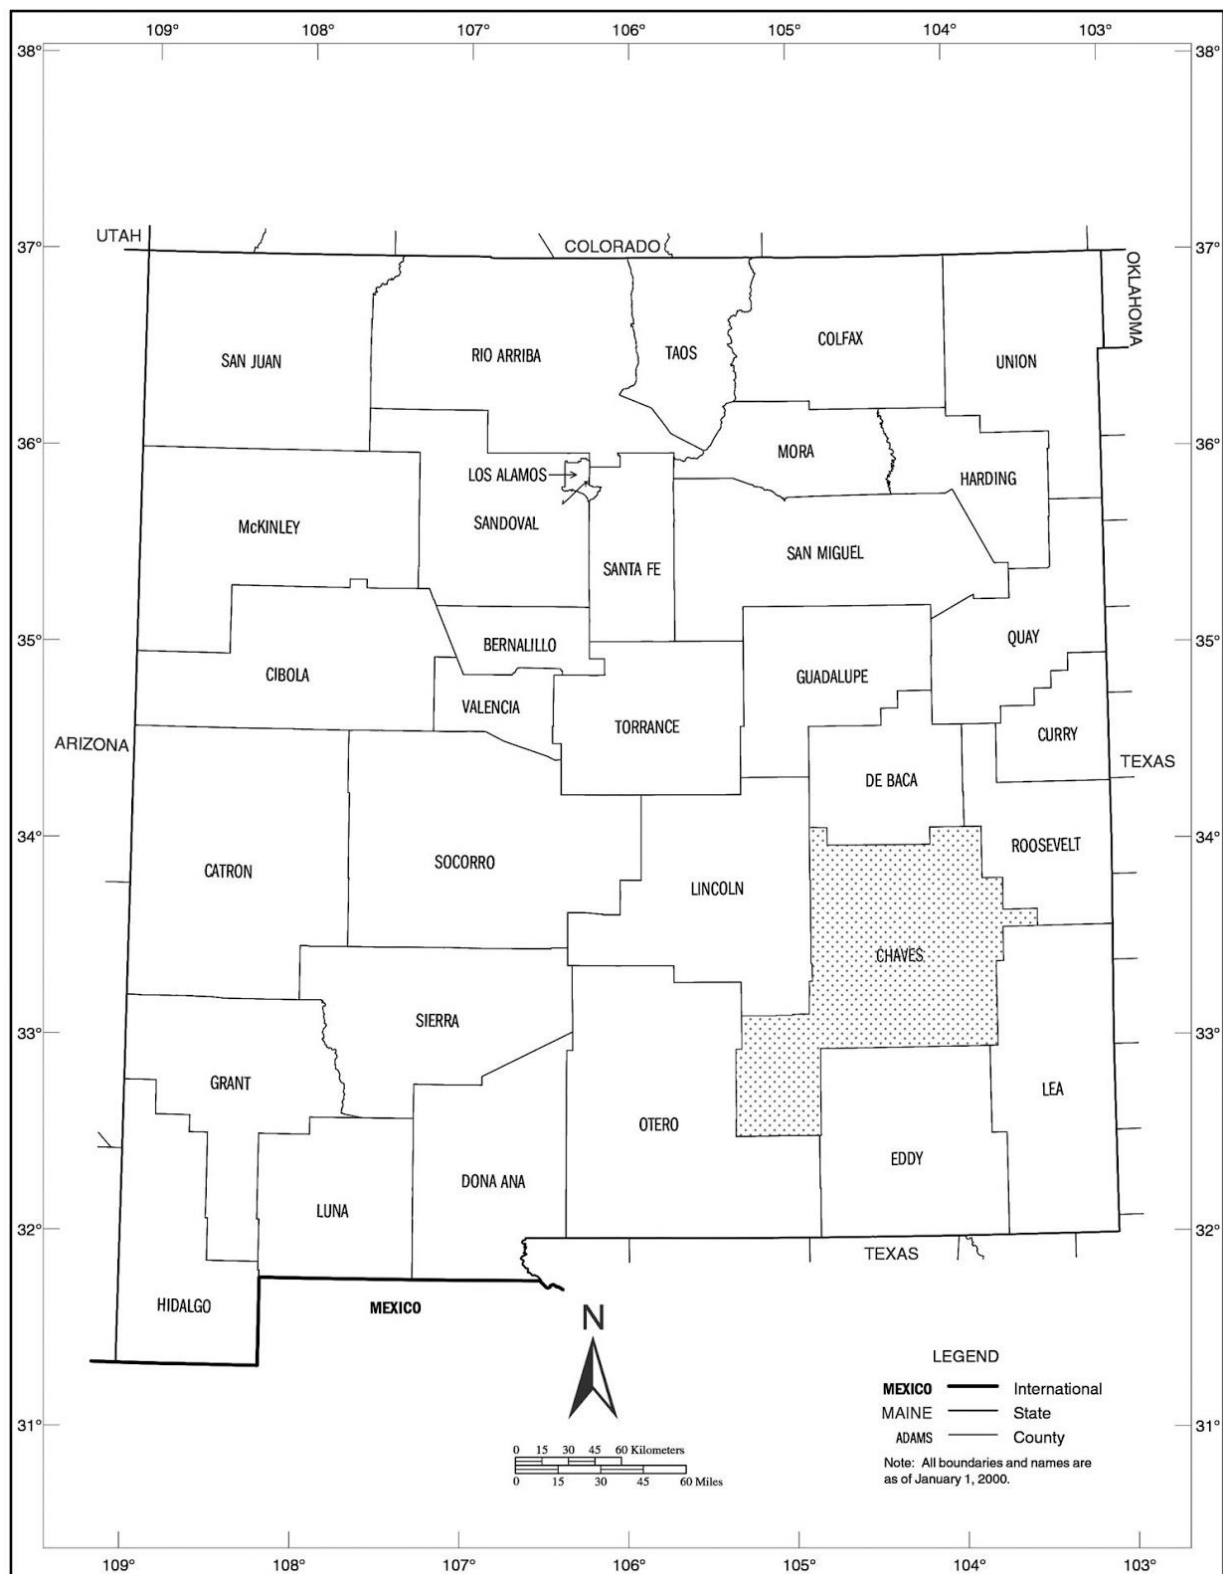 109° 108° 107° 106° 105° 104° 103°
38° 38°
UTAH COLORADO OKLAHOMA
37° 37°
SAN JUAN RIO ARRIBA TAOS COLFAX UNION
36° 36°
LOS ALAMOS MORA HARDING
McKINLEY SANDOVAL SANTA FE SAN MIGUEL
35° 35°
CIBOLA BERNALILLO GUADALUPE QUAY
VALENCIA TORRANCE CURRY
ARIZONA TEXAS
DE BACA
34° 34°
CATRON SOCORRO LINCOLN ROOSEVELT
CHAVES
33° 33°
SIERRA
GRANT OTERO LEA
DONA ANA EDDY
LUNA
32° 32°
TEXAS
HIDALGO MEXICO
N
LEGEND
MEXICO International
MAINE State
ADAMS County
31° 31°
Note: All boundaries and names are
as of January 1, 2000.
0 15 30 45 60 Kilometers
0 15 30 45 60 Miles
109° 108° 107° 106° 105° 104° 103°